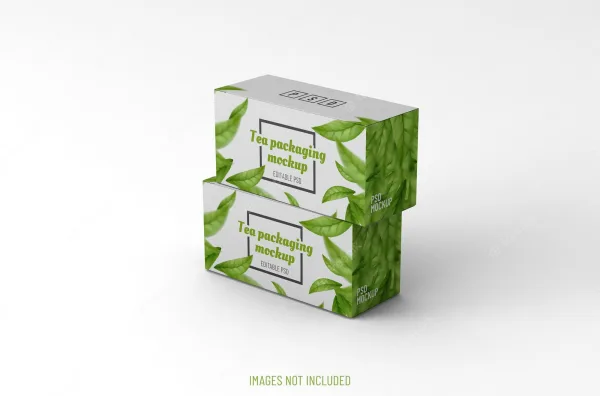 PSD
Tea packaging
mockup
EDITABLE PSD
PSD
MOCKUP
Tea packaging
mockup
EDITABLE PSD
PSD
MOCKUP
IMAGES NOT INCLUDED